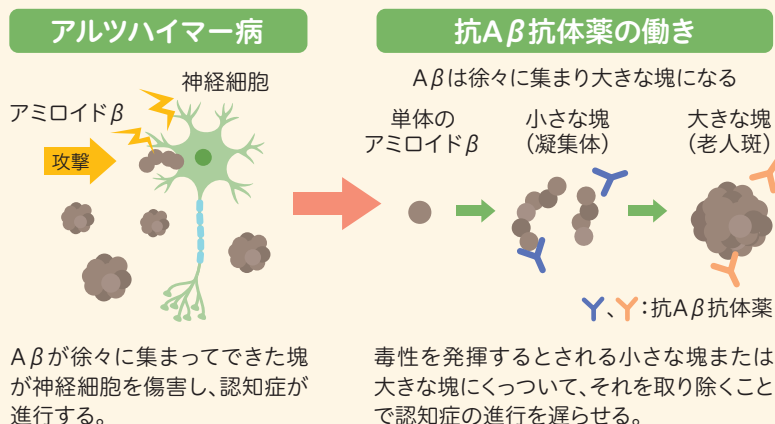 アルツハイマー病
神経細胞
アミロイドβ
攻撃
Aβが徐々に集まってできた塊
が神経細胞を傷害し、認知症が
進行する。
抗Aβ抗体薬の働き
Aβは徐々に集まり大きな塊になる
単体の
アミロイドβ
小さな塊
（凝集体）
大きな塊
（老人斑）
、 ：抗Aβ抗体薬
毒性を発揮するとされる小さな塊または
大きな塊にくっついて、それを取り除くこと
で認知症の進行を遅らせる。